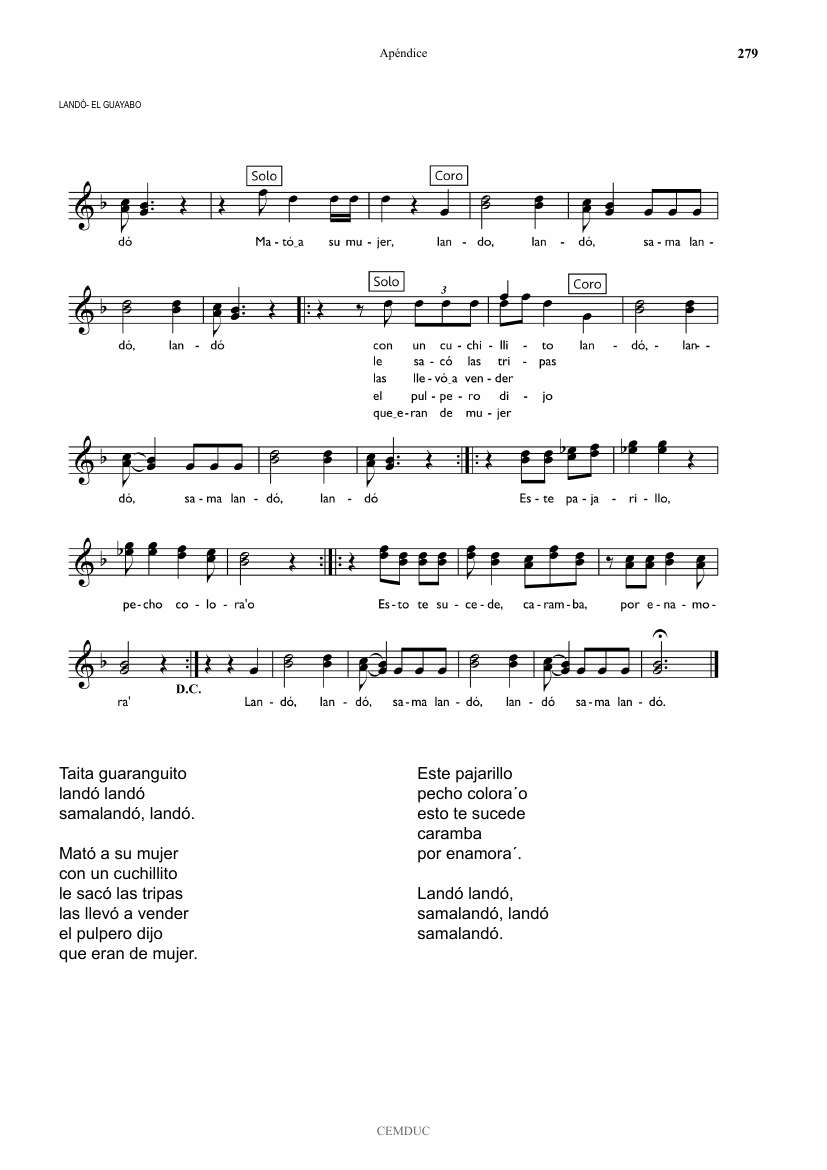 Apéndice 279
LANDÓ- EL GUAYABO
Solo Coro
dó Ma-tó_a su mu-jer, lan-do, lan-dó, sa-ma lan-
Solo 3 Coro
dó, lan-dó con un cu-chi-lli-to lan-dó,- lan-
le sa-có las tri-pas
las lle-vó_a ven-der
el pul-pe-ro di-jo
que_e-ran de mu-jer
dó, sa-ma lan-dó, lan-dó Es-te pa-ja-ri-llo,
pe-cho co-lo-ra'o Es-to te su-ce-de, ca-ram-ba, por e-na-mo-
D.C.
ra' Lan-dó, lan-dó, sa-ma lan-dó, lan-dó sa-ma lan-dó.
Taita guaranguito
landó landó
samalandó, landó.
Mató a su mujer
con un cuchillito
le sacó las tripas
las llevó a vender
el pulpero dijo
que eran de mujer.
Este pajarillo
pecho colora´o
esto te sucede
caramba
por enamora´.
Landó landó,
samalandó, landó
samalandó.
CEMDUC